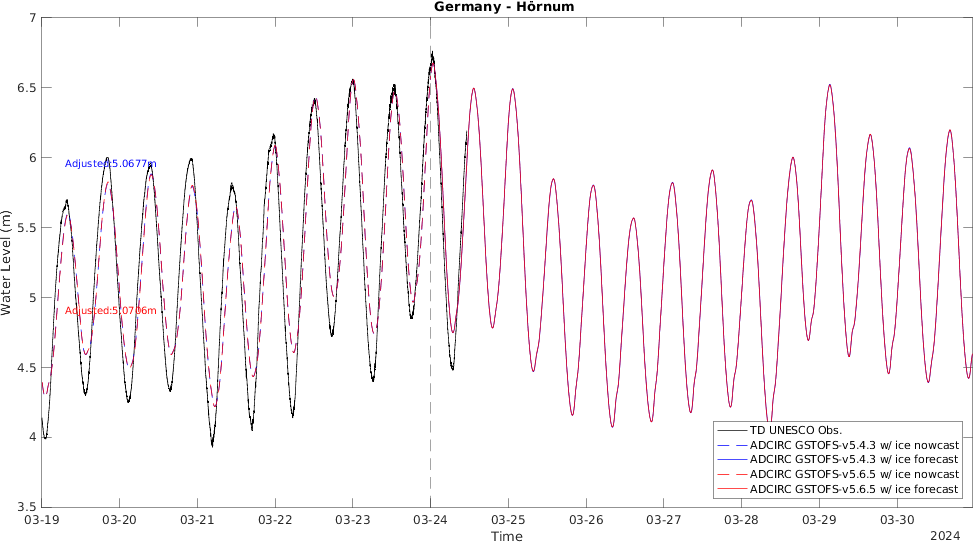 Germany - Hörnum
7
6.5
6
5.5
5
4.5
4
3.5
Water Level (m)
Adjusted:5.0677m
Adjusted:5.0706m
TD UNESCO Obs.
ADCIRC GSTOFS-v5.4.3 w/ ice nowcast
ADCIRC GSTOFS-v5.4.3 w/ ice forecast
ADCIRC GSTOFS-v5.6.5 w/ ice nowcast
ADCIRC GSTOFS-v5.6.5 w/ ice forecast
03-19 03-20 03-21 03-22 03-23 03-24 03-25 03-26 03-27 03-28 03-29 03-30
Time
2024